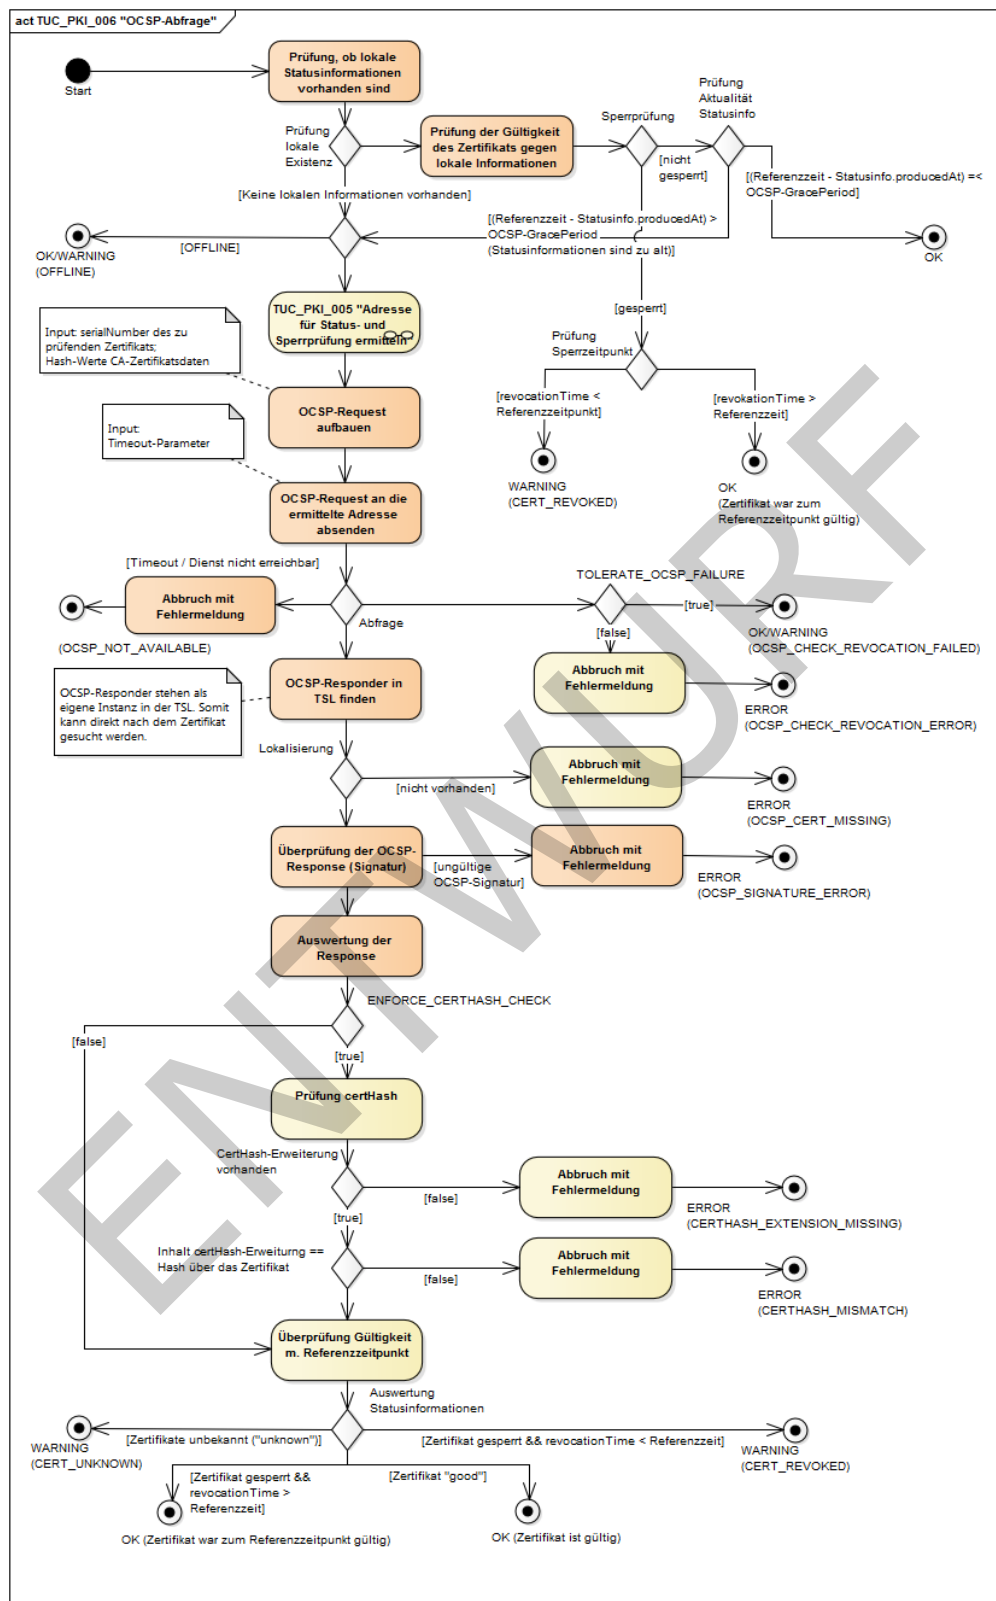 act TUC_PKI_006 "OCSP-Abfrage"
Start
Prüfung, ob lokale
Statusinformationen
vorhanden sind
Prüfung
lokale
Existenz
Prüfung der Gültigkeit
des Zertifikats gegen
lokale Informationen
Sperrprüfung
Prüfung
Aktualität
Statusinfo
[nicht
gesperrt]
[(Referenzzeit - Statusinfo.producedAt) =<
OCSP-GracePeriod]
[Keine lokalen Informationen vorhanden]
[(Referenzzeit - Statusinfo.producedAt) >
OCSP-GracePeriod
(Statusinformationen sind zu alt)]
[OFFLINE]
OK/WARNING
(OFFLINE)
OK
TUC_PKI_005 "Adresse
für Status- und
Sperrprüfung ermitteln
[gesperrt]
Input: serialNumber des zu
prüfenden Zertifikats;
Hash-Werte CA-Zertifikatsdaten
Prüfung
Sperrzeitpunkt
OCSP-Request
aufbauen
[revocationTime <
Referenzzeitpunkt]
[revokationTime >
Referenzzeit]
Input:
Timeout-Parameter
WARNING
(CERT_REVOKED)
OK
(Zertifikat war zum
Referenzzeitpunkt gültig)
OCSP-Request an die
ermittelte Adresse
absenden
[Timeout / Dienst nicht erreichbar]
TOLERATE_OCSP_FAILURE
Abbruch mit
Fehlermeldung
[true]
(OCSP_NOT_AVAILABLE)
Abfrage
[false]
OK/WARNING
(OCSP_CHECK_REVOCATION_FAILED)
OCSP-Responder stehen als
eigene Instanz in der TSL. Somit
kann direkt nach dem Zertifikat
gesucht werden.
OCSP-Responder in
TSL finden
Abbruch mit
Fehlermeldung
ERROR
(OCSP_CHECK_REVOCATION_ERROR)
Lokalisierung
[nicht vorhanden]
Abbruch mit
Fehlermeldung
ERROR
(OCSP_CERT_MISSING)
Überprüfung der OCSP-
Response (Signatur)
[ungültige
OCSP-Signatur]
Abbruch mit
Fehlermeldung
ERROR
(OCSP_SIGNATURE_ERROR)
Auswertung der
Response
ENFORCE_CERTHASH_CHECK
[false]
[true]
Prüfung certHash
CertHash-Erweiterung
vorhanden
[false]
Abbruch mit
Fehlermeldung
ERROR
(CERTHASH_EXTENSION_MISSING)
[true]
Inhalt certHash-Erweiturng ==
Hash über das Zertifikat
[false]
Abbruch mit
Fehlermeldung
ERROR
(CERTHASH_MISMATCH)
Überprüfung Gültigkeit
m. Referenzzeitpunkt
Auswertung
Statusinformationen
[Zertifikate unbekannt ("unknown")]
[Zertifikat gesperrt && revocationTime < Referenzzeit]
WARNING
(CERT_UNKNOWN)
WARNING
(CERT_REVOKED)
[Zertifikat gesperrt &&
revocationTime >
Referenzzeit]
[Zertifikat "good"]
OK (Zertifikat war zum Referenzzeitpunkt gültig)
OK (Zertifikat ist gültig)
ENTWURF